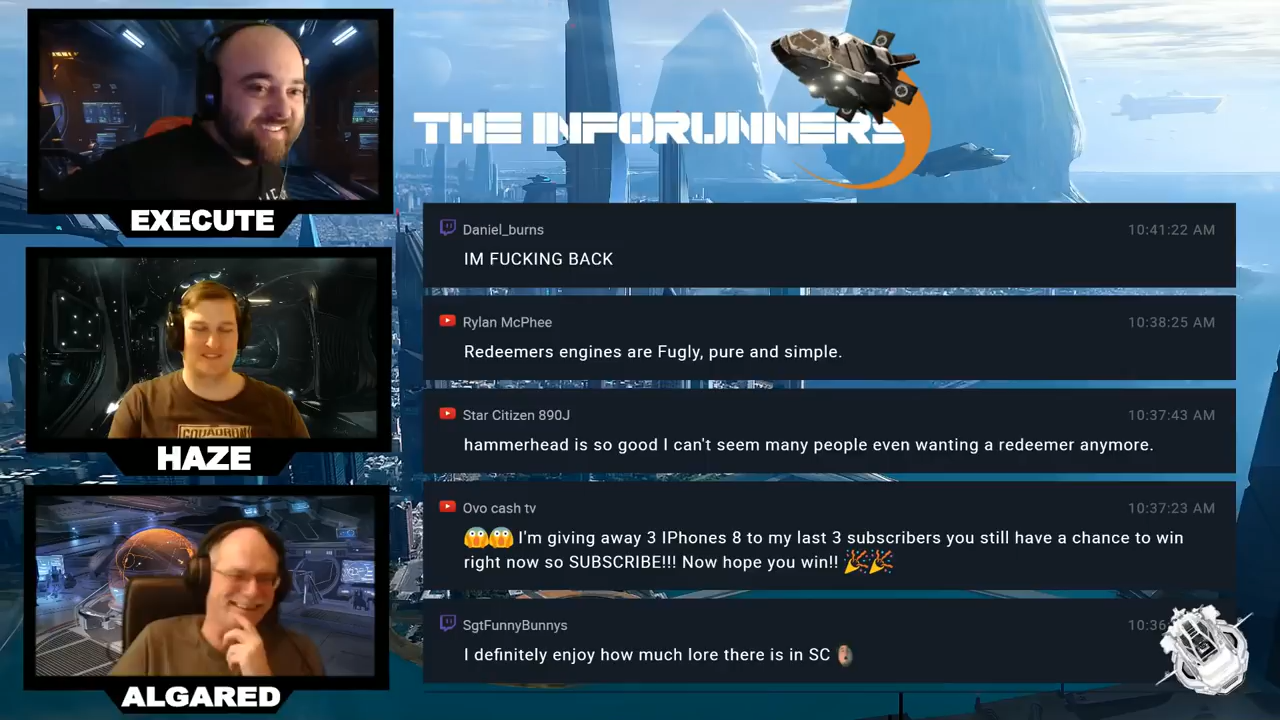 THE INFORUNNERS
EXECUTE
HAZE
SQUADRON
ALGARED
Daniel_burns 10:41:22 AM
IM FUCKING BACK
Rylan McPhee 10:38:25 AM
Redeemers engines are Fugly, pure and simple.
Star Citizen 890J 10:37:43 AM
hammerhead is so good I can't seem many people even wanting a redeemer anymore.
Ovo cash tv 10:37:23 AM
😱😱 I'm giving away 3 IPhones 8 to my last 3 subscribers you still have a chance to win
right now so SUBSCRIBE!!! Now hope you win!! 🎉🎉
SgtFunnyBunnys 10:36
I definitely enjoy how much lore there is in SC